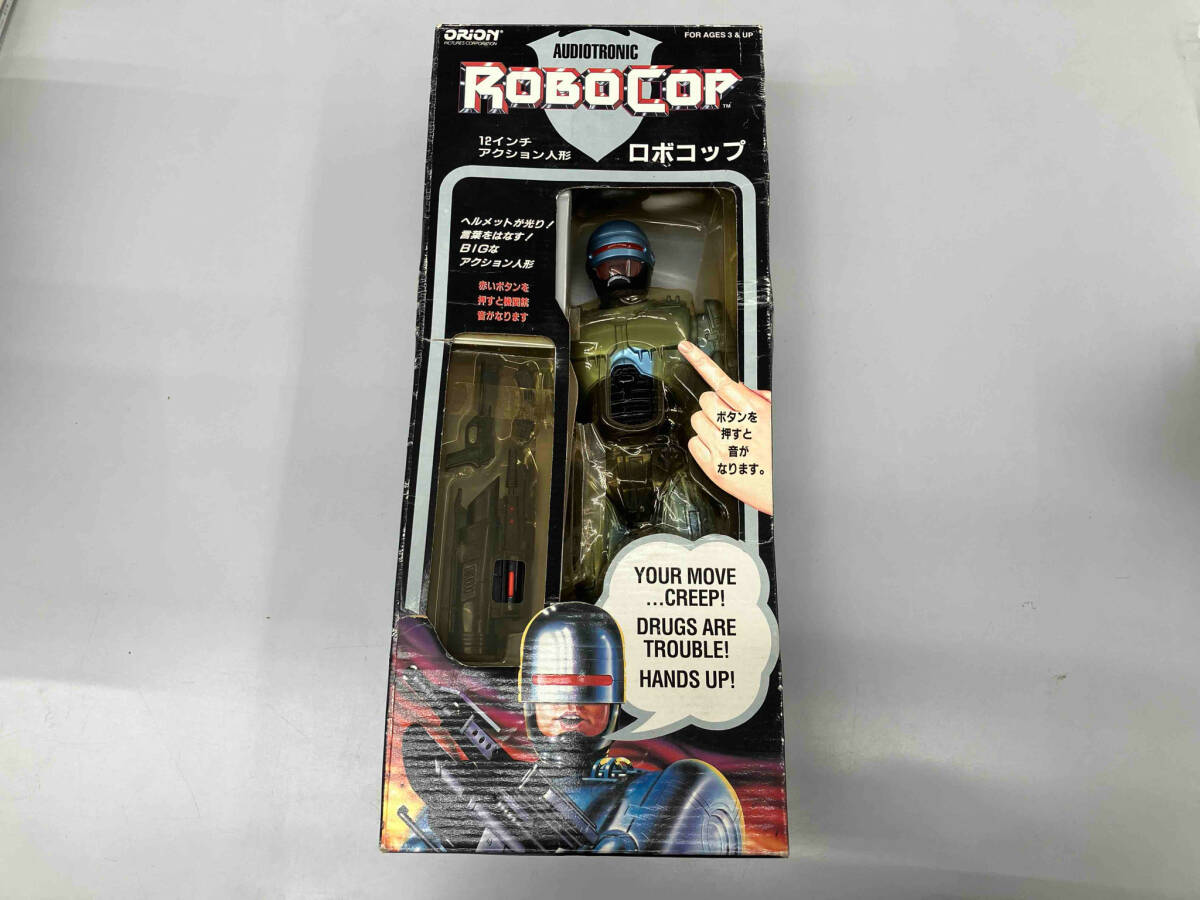 ORION®
PICTURES CORPORATION
FOR AGES 3 & UP
AUDIOTRONIC
ROBOCOP™
12インチ
アクション人形
ロボコップ
ヘルメットが光り!
言葉をはなす!
BIGな
アクション人形
赤いボタンを
押すと機関銃
音がなります
ボタンを
押すと
音が
なります。
YOUR MOVE
...CREEP!
DRUGS ARE
TROUBLE!
HANDS UP!